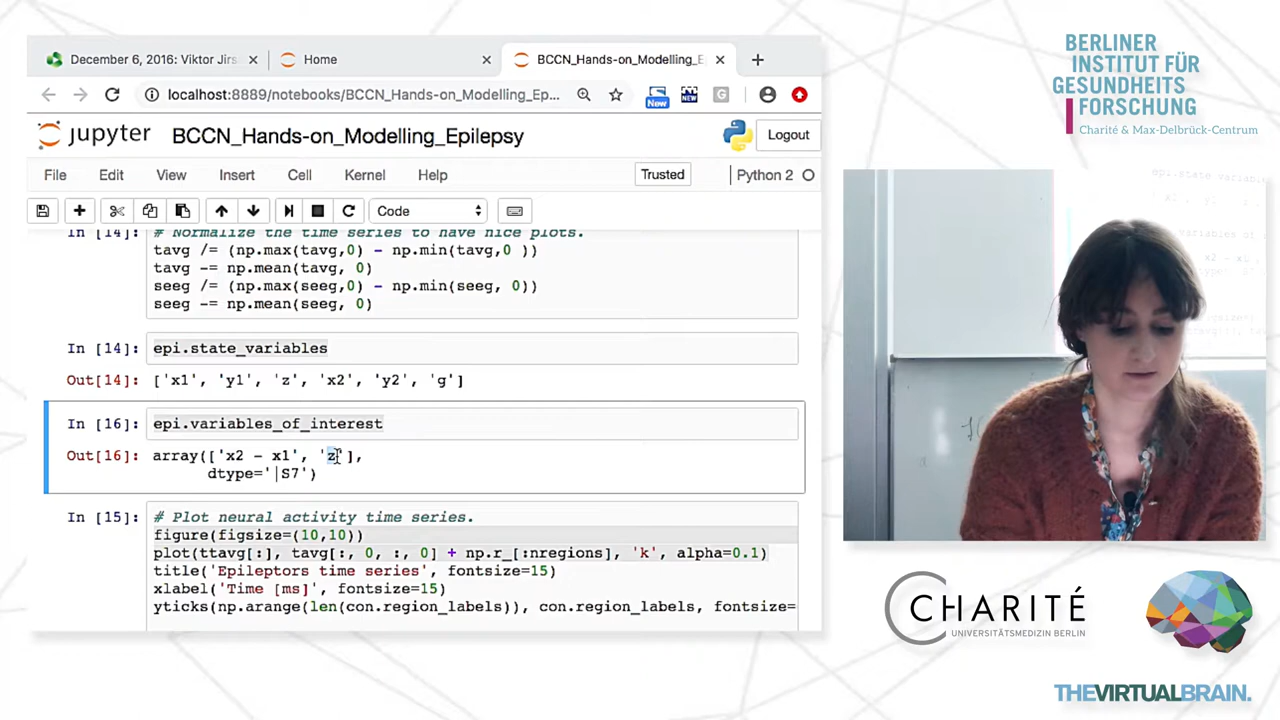 December 6, 2016: Viktor Jirs
Home
BCCN_Hands-on_Modelling_E
localhost:8889/notebooks/BCCN_Hands-on_Modelling_Ep...
New
New
G
jupyter
BCCN_Hands-on_Modelling_Epilepsy
Logout
File Edit View Insert Cell Kernel Help
Trusted
Python 2
Code
In [14]:
# Normalize the time series to have nice plots.
tavg /= (np.max(tavg,0) - np.min(tavg,0 ))
tavg -= np.mean(tavg, 0)
seeg /= (np.max(seeg,0) - np.min(seeg, 0))
seeg -= np.mean(seeg, 0)
In [14]: epi.state_variables
Out[14]: ['x1', 'y1', 'z', 'x2', 'y2', 'g']
In [16]: epi.variables_of_interest
Out[16]: array(['x2 - x1', 'z'],
dtype='|S7')
In [15]: # Plot neural activity time series.
figure(figsize=(10,10))
plot(ttavg[:], tavg[:, 0, :, 0] + np.r_[:nregions], 'k', alpha=0.1)
title('Epileptors time series', fontsize=15)
xlabel('Time [ms]', fontsize=15)
yticks(np.arange(len(con.region_labels)), con.region_labels, fontsize=
BERLINER
INSTITUT FÜR
GESUNDHEITS
FORSCHUNG
Charité & Max-Delbrück-Centrum
CHARITÉ
UNIVERSITÄTSMEDIZIN BERLIN
THEVIRTUALBRAIN.